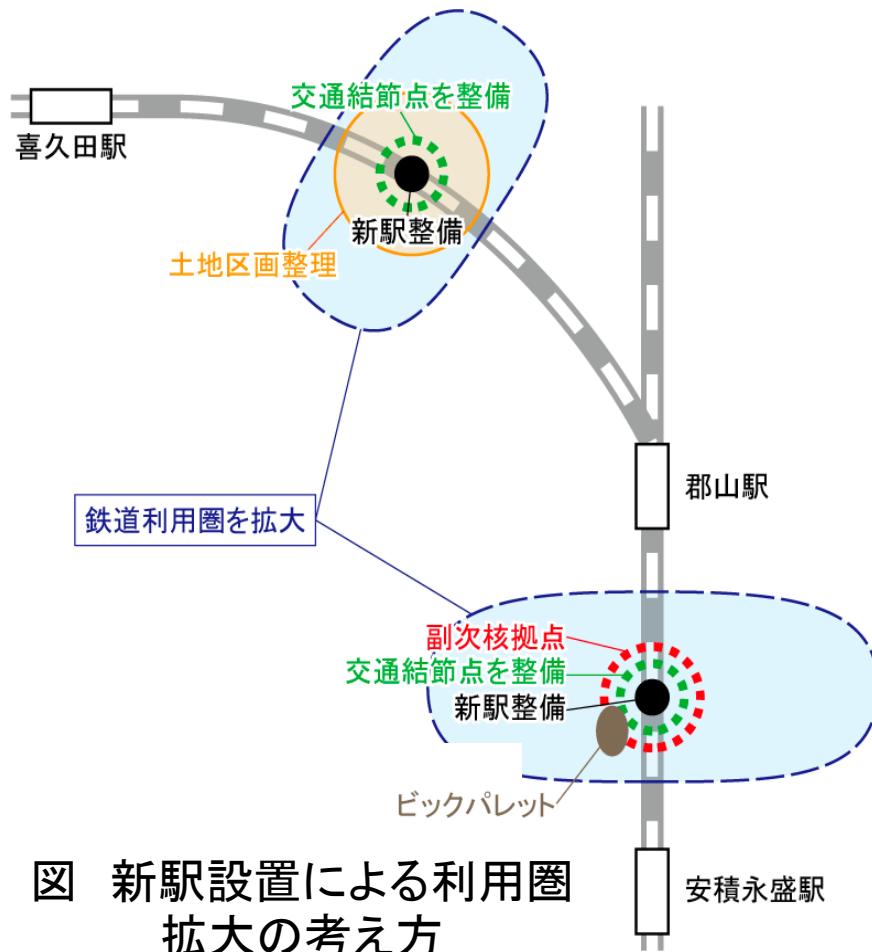 交通結節点を整備
喜久田駅
新駅整備
土地区画整理
郡山駅
鉄道利用圏を拡大
副次核拠点
交通結節点を整備
新駅整備
ビックパレット
安積永盛駅
図　新駅設置による利用圏
拡大の考え方